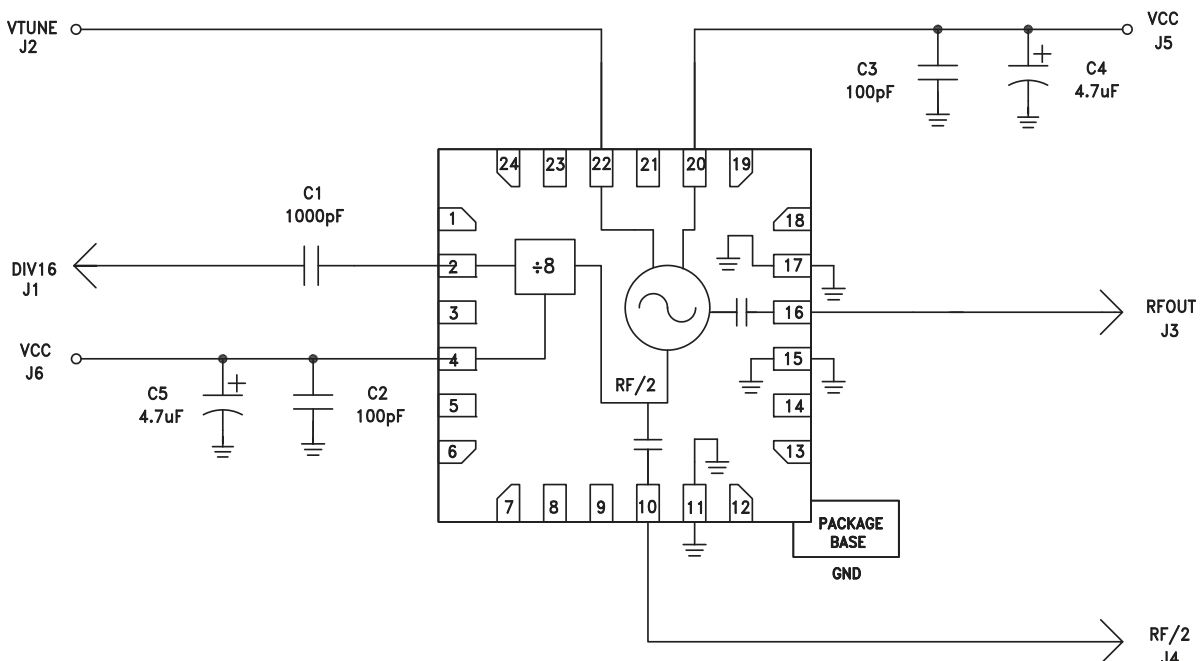 VTUNE
J2
VCC
J5
C3
100pF
C4
4.7uF
24
23
22
21
20
19
C1
1000pF
1
18
DIV16
J1
2
÷8
17
3
16
RFOUT
J3
VCC
J6
4
15
C5
4.7uF
C2
100pF
RF/2
5
14
6
13
7
8
9
10
11
12
PACKAGE
BASE
GND
RF/2
J4